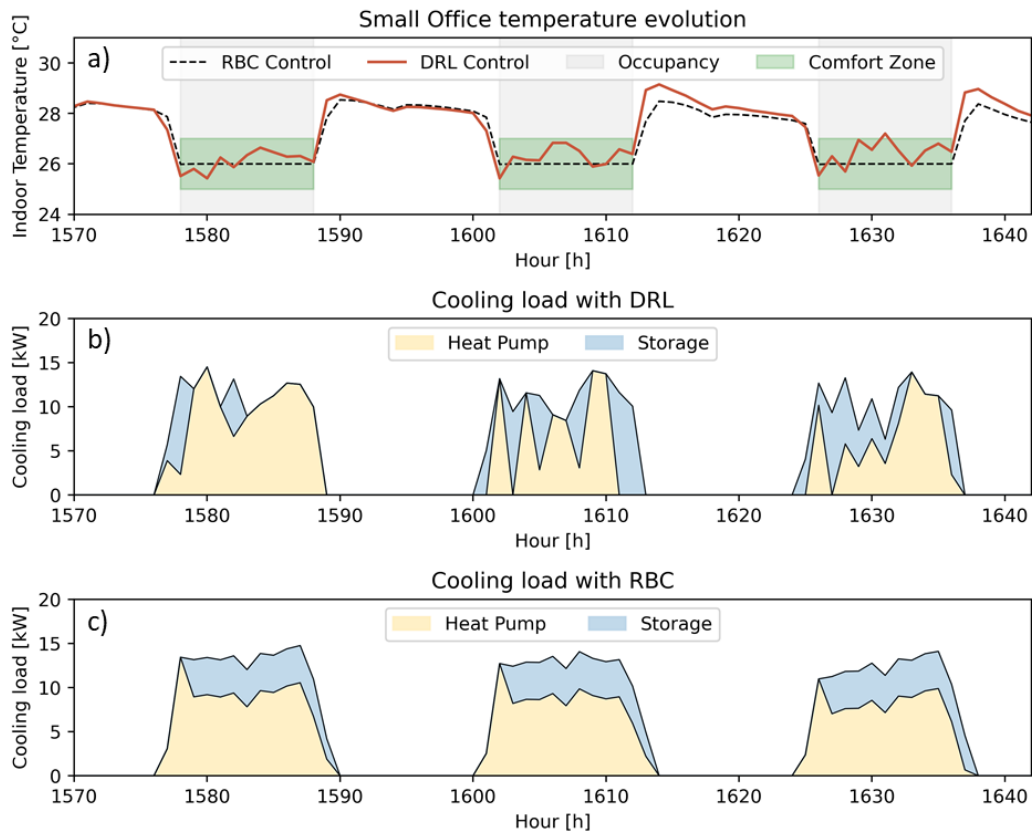 Small Office temperature evolution
a)
RBC Control DRL Control Occupancy Comfort Zone
Indoor Temperature [°C]
30
28
26
24
1570 1580 1590 1600 1610 1620 1630 1640
Hour [h]
Cooling load with DRL
b)
Heat Pump Storage
Cooling load [kW]
20
15
10
5
0
1570 1580 1590 1600 1610 1620 1630 1640
Hour [h]
Cooling load with RBC
c)
Heat Pump Storage
Cooling load [kW]
20
15
10
5
0
1570 1580 1590 1600 1610 1620 1630 1640
Hour [h]